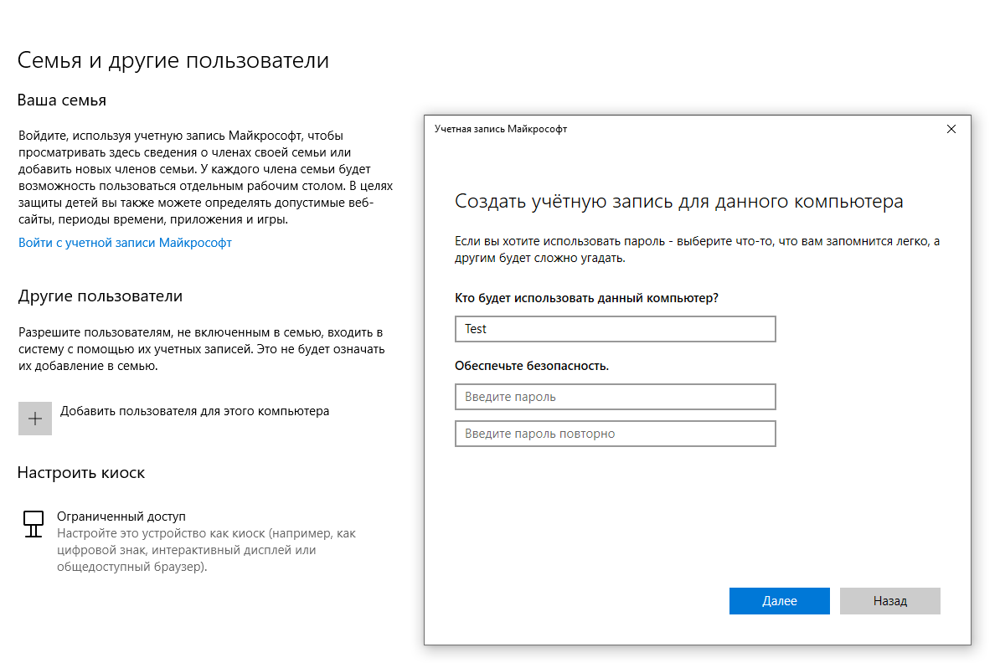 Семья и другие пользователи
Ваша семья
Войдите, используя учетную запись Майкрософт, чтобы
просматривать здесь сведения о членах своей семьи или
добавить новых членов семьи. У каждого члена семьи будет
возможность пользоваться отдельным рабочим столом. В целях
защиты детей вы также можете определять допустимые веб-
сайты, периоды времени, приложения и игры.
Войти с учетной записи Майкрософт
Другие пользователи
Разрешите пользователям, не включенным в семью, входить в
систему с помощью их учетных записей. Это не будет означать
их добавление в семью.
Добавить пользователя для этого компьютера
Настроить киоск
Ограниченный доступ
Настройте это устройство как киоск (например, как
цифровой знак, интерактивный дисплей или
общедоступный браузер).
Учетная запись Майкрософт
Создать учётную запись для данного компьютера
Если вы хотите использовать пароль - выберите что-то, что вам запомнится легко, а
другим будет сложно угадать.
Кто будет использовать данный компьютер?
Test
Обеспечьте безопасность.
Введите пароль
Введите пароль повторно
Далее
Назад